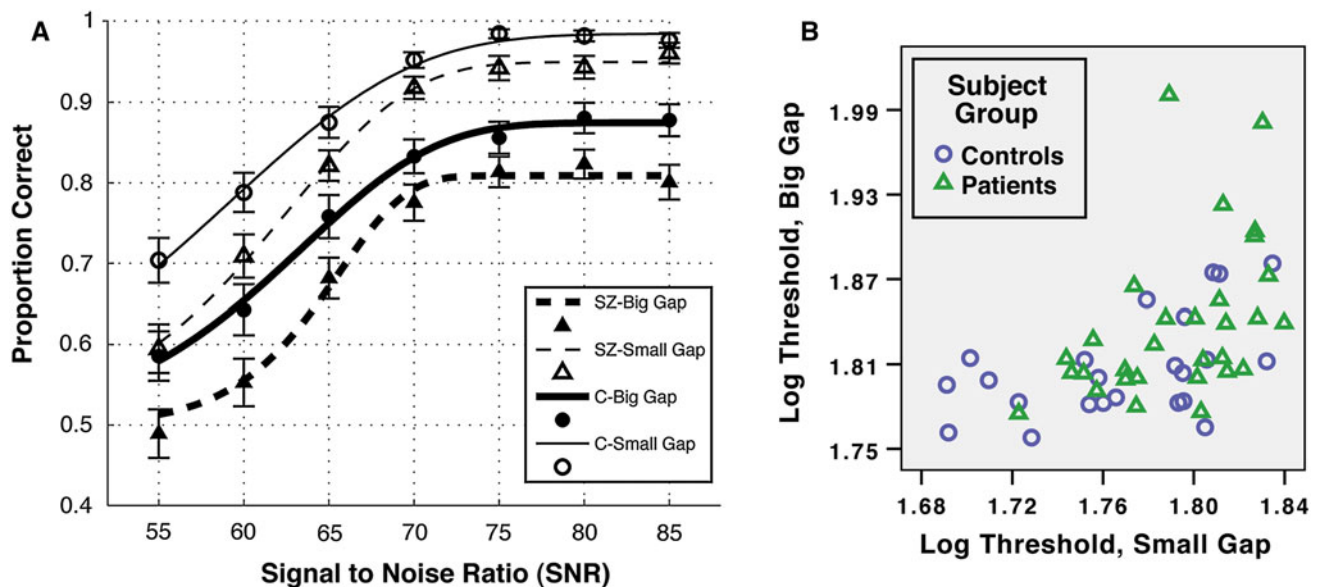 A
Proportion Correct
1
0.9
0.8
0.7
0.6
0.5
0.4
55 60 65 70 75 80 85
Signal to Noise Ratio (SNR)
SZ-Big Gap
SZ-Small Gap
C-Big Gap
C-Small Gap
B
Log Threshold, Big Gap
1.99
1.93
1.87
1.81
1.75
1.68 1.72 1.76 1.80 1.84
Log Threshold, Small Gap
Subject
Group
Controls
Patients